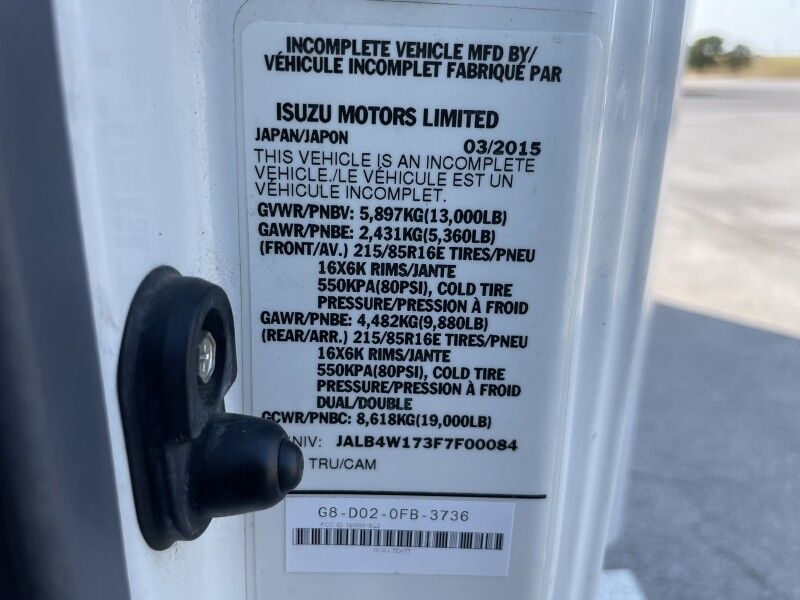 INCOMPLETE VEHICLE MFD BY/
VÉHICULE INCOMPLET FABRIQUÉ PAR
ISUZU MOTORS LIMITED
JAPAN/JAPON 03/2015
THIS VEHICLE IS AN INCOMPLETE
VEHICLE./LE VÉHICULE EST UN
VÉHICULE INCOMPLET.
GVWR/PNBV: 5,897KG(13,000LB)
GAWR/PNBE: 2,431KG(5,360LB)
(FRONT/AV.) 215/85R16E TIRES/PNEU
16X6K RIMS/JANTE
550KPA(80PSI), COLD TIRE
PRESSURE/PRESSION À FROID
GAWR/PNBE: 4,482KG(9,880LB)
(REAR/ARR.) 215/85R16E TIRES/PNEU
16X6K RIMS/JANTE
550KPA(80PSI), COLD TIRE
PRESSURE/PRESSION À FROID
DUAL/DOUBLE
GCWR/PNBC: 8,618KG(19,000LB)
NIV: JALB4W173F7F00084
TRU/CAM
G8-D02-0FB-3736
FCC ID: